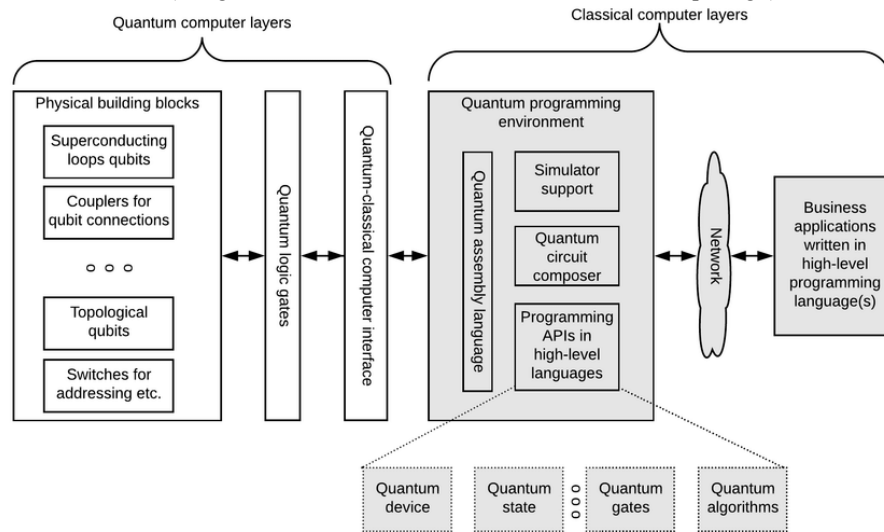 Quantum computer layers
Classical computer layers
Physical building blocks
Superconducting
loops qubits
Couplers for
qubit connections
Topological
qubits
Switches for
addressing etc.
Quantum logic gates
Quantum-classical computer interface
Quantum programming
environment
Quantum assembly language
Simulator
support
Quantum
circuit
composer
Programming
APIs in
high-level
languages
Network
Business
applications
written in
high-level
programming
language(s)
Quantum
device
Quantum
state
Quantum
gates
Quantum
algorithms